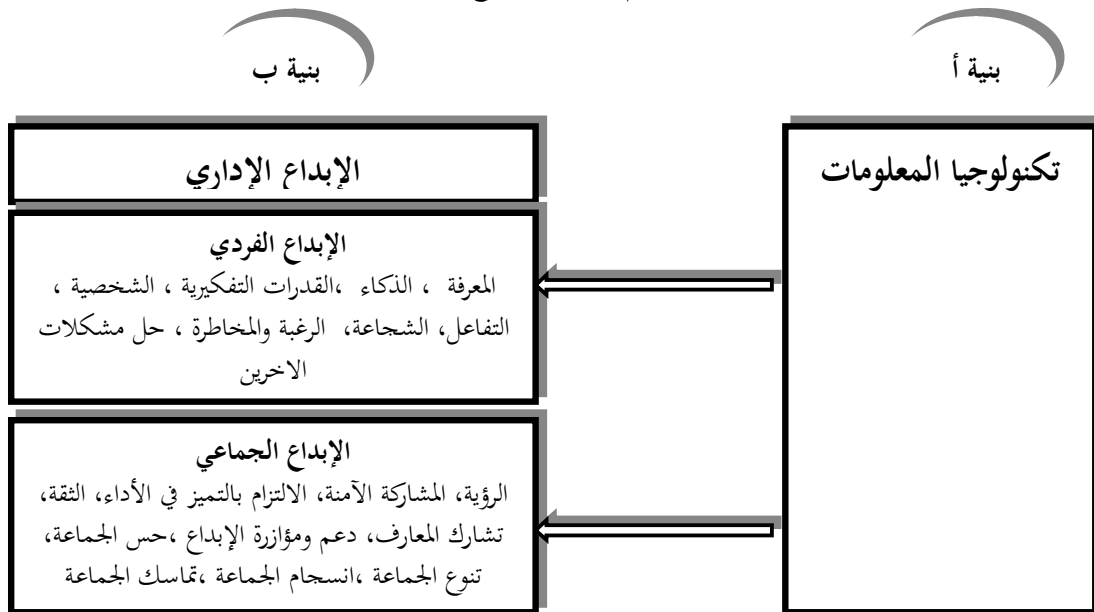 بنية أ
بنية ب
تكنولوجيا المعلومات
الإبداع الإداري
الإبداع الفردي
المعرفة ، الذكاء ،القدرات التفكيرية ، الشخصية ،
التفاعل، الشجاعة، الرغبة والمخاطرة ، حل مشكلات
الاخرين
الإبداع الجماعي
الرؤية، المشاركة الآمنة، الالتزام بالتميز في الأداء، الثقة،
تشارك المعارف، دعم ومؤازرة الإبداع ،حس الجماعة،
تنوع الجماعة ،انسجام الجماعة ،تماسك الجماعة